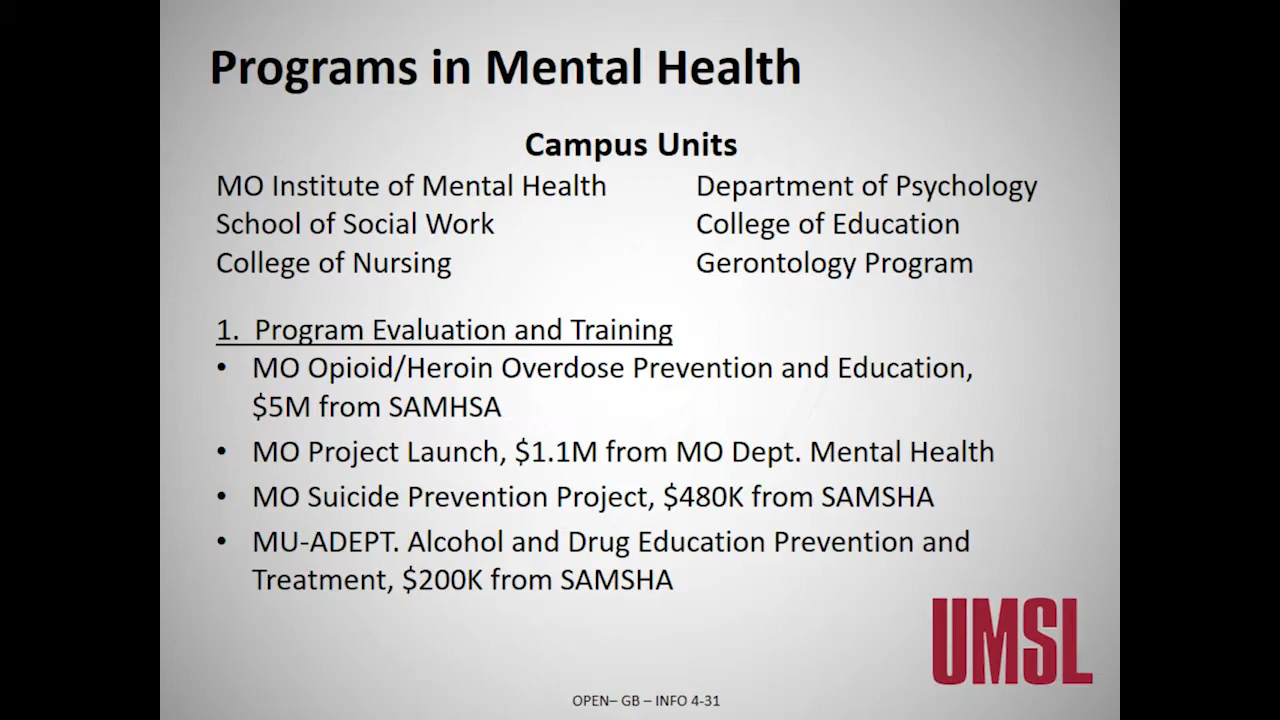 Programs in Mental Health
Campus Units
MO Institute of Mental Health
School of Social Work
College of Nursing
Department of Psychology
College of Education
Gerontology Program
1. Program Evaluation and Training
• MO Opioid/Heroin Overdose Prevention and Education,
$5M from SAMHSA
• MO Project Launch, $1.1M from MO Dept. Mental Health
• MO Suicide Prevention Project, $480K from SAMSHA
• MU-ADEPT. Alcohol and Drug Education Prevention and
Treatment, $200K from SAMSHA
UMSL
OPEN– GB – INFO 4-31